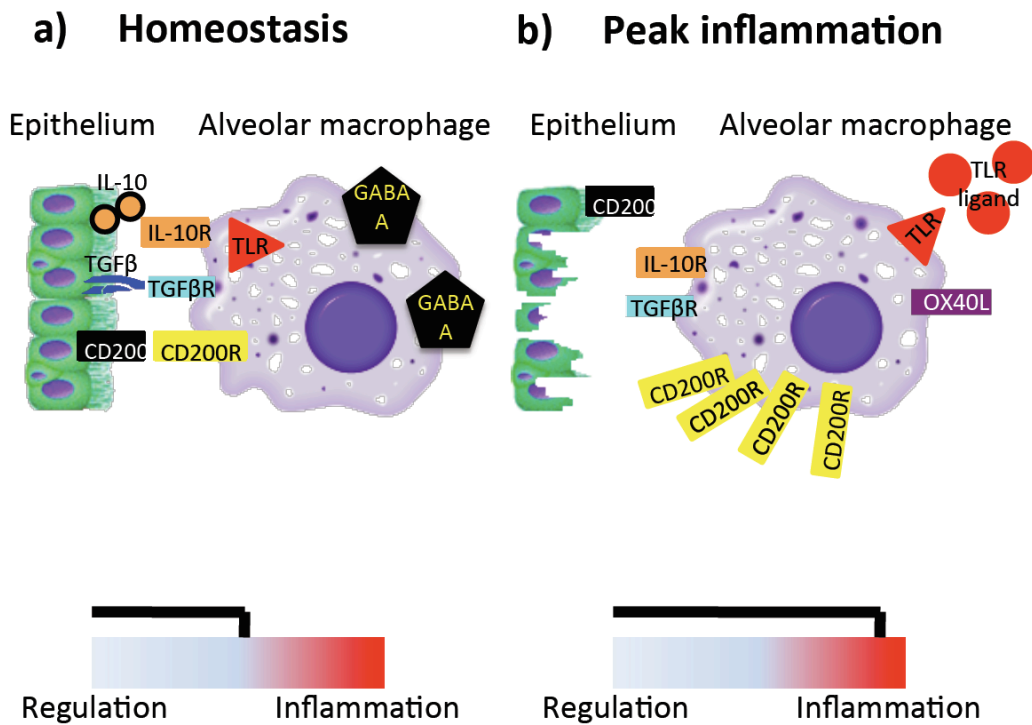 a) Homeostasis
Epithelium Alveolar macrophage
IL-10
IL-10R
TLR
GABA
A
TGFβ
TGFβR
GABA
A
CD200
CD200R
Regulation Inflammation
b) Peak inflammation
Epithelium Alveolar macrophage
CD200
TLR
ligand
TLR
IL-10R
TGFβR
OX40L
CD200R
CD200R
CD200R
CD200R
Regulation Inflammation